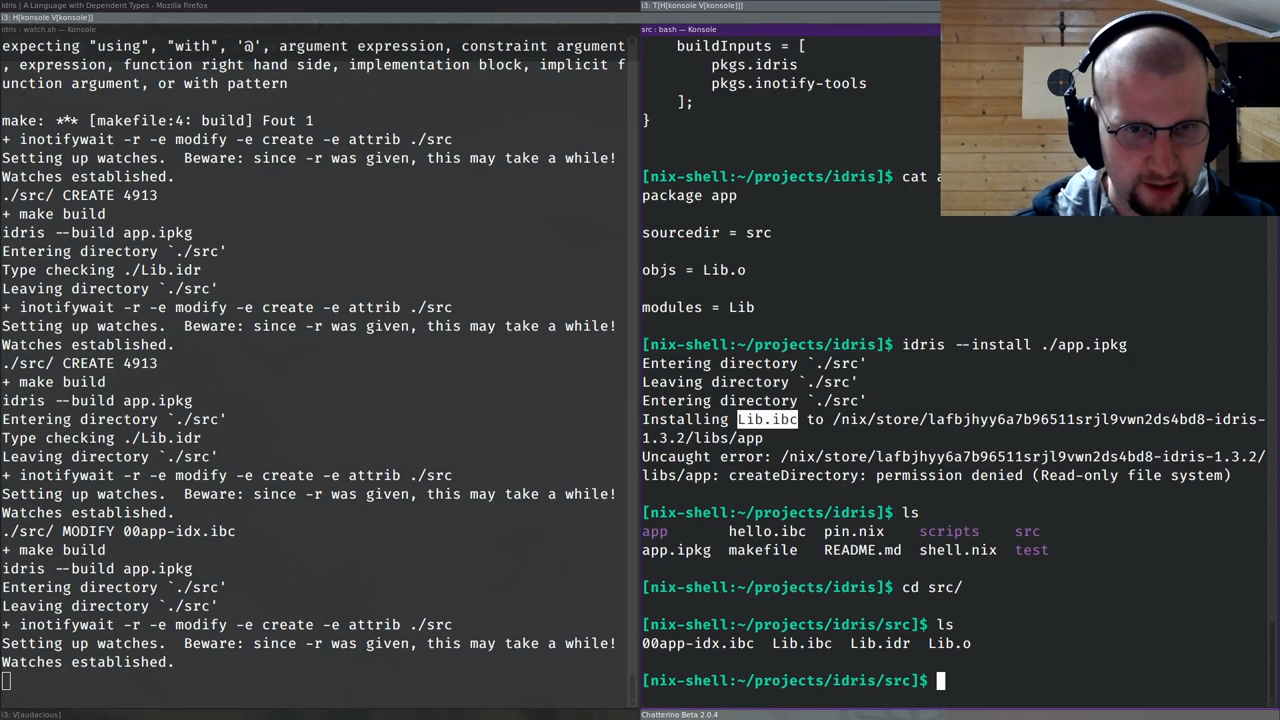 Idris | A Language with Dependent Types - Mozilla Firefox
i3: H[konsole V[konsole]]
idris : watch.sh — Konsole
expecting "using", "with", '@', argument expression, constraint argument
, expression, function right hand side, implementation block, implicit f
unction argument, or with pattern
make: *** [makefile:4: build] Fout 1
+ inotifywait -r -e modify -e create -e attrib ./src
Setting up watches.  Beware: since -r was given, this may take a while!
Watches established.
./src/ CREATE 4913
+ make build
idris --build app.ipkg
Entering directory `./src'
Type checking ./Lib.idr
Leaving directory `./src'
+ inotifywait -r -e modify -e create -e attrib ./src
Setting up watches.  Beware: since -r was given, this may take a while!
Watches established.
./src/ CREATE 4913
+ make build
idris --build app.ipkg
Entering directory `./src'
Type checking ./Lib.idr
Leaving directory `./src'
+ inotifywait -r -e modify -e create -e attrib ./src
Setting up watches.  Beware: since -r was given, this may take a while!
Watches established.
./src/ MODIFY 00app-idx.ibc
+ make build
idris --build app.ipkg
Entering directory `./src'
Leaving directory `./src'
+ inotifywait -r -e modify -e create -e attrib ./src
Setting up watches.  Beware: since -r was given, this may take a while!
Watches established.
i3: V[audacious]
i3: T[H[konsole V[konsole]]]
src : bash — Konsole
buildInputs = [
pkgs.idris
pkgs.inotify-tools
];
}
[nix-shell:~/projects/idris]$ cat
package app
sourcedir = src
objs = Lib.o
modules = Lib
[nix-shell:~/projects/idris]$ idris --install ./app.ipkg
Entering directory `./src'
Leaving directory `./src'
Entering directory `./src'
Installing Lib.ibc to /nix/store/lafbjhyy6a7b96511srjl9vwn2ds4bd8-idris-
1.3.2/libs/app
Uncaught error: /nix/store/lafbjhyy6a7b96511srjl9vwn2ds4bd8-idris-1.3.2/
libs/app: createDirectory: permission denied (Read-only file system)
[nix-shell:~/projects/idris]$ ls
app       hello.ibc  pin.nix    scripts    src
app.ipkg  makefile   README.md  shell.nix  test
[nix-shell:~/projects/idris]$ cd src/
[nix-shell:~/projects/idris/src]$ ls
00app-idx.ibc  Lib.ibc  Lib.idr  Lib.o
[nix-shell:~/projects/idris/src]$
Chatterino Beta 2.0.4